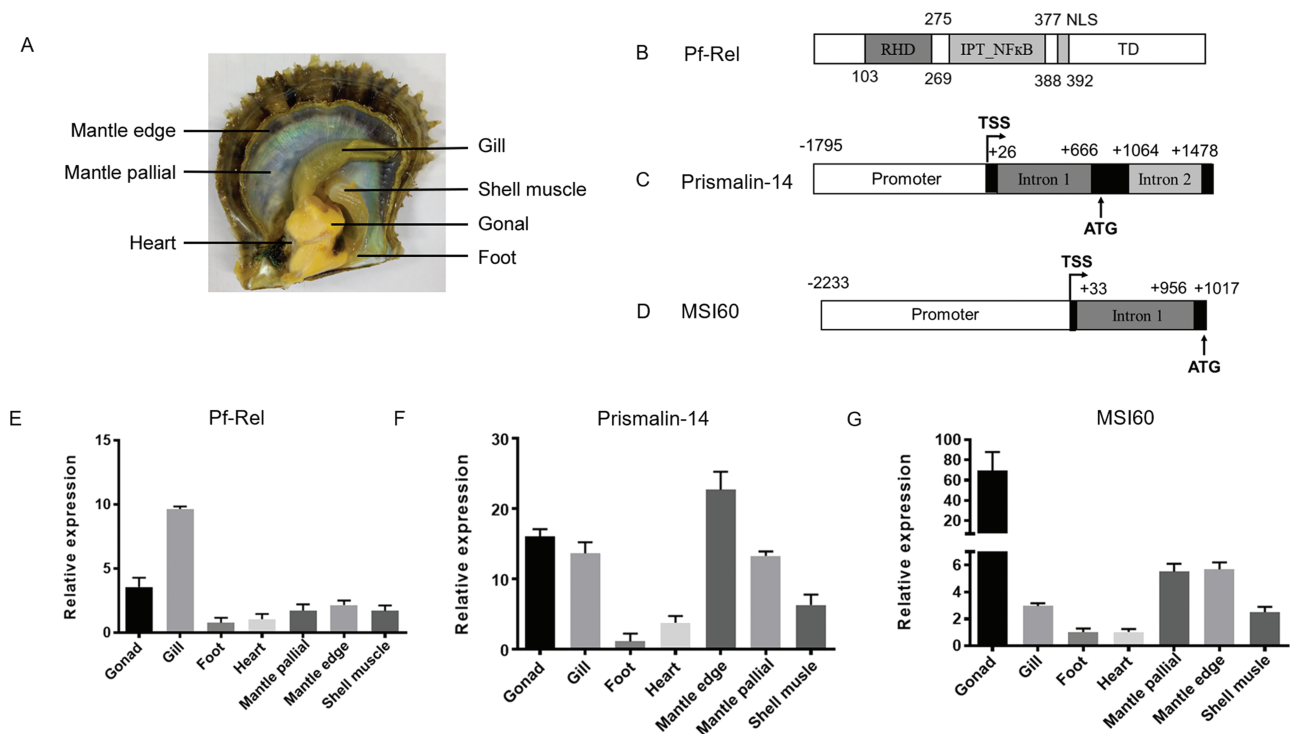 A
Mantle edge
Mantle pallial
Heart
Gill
Shell muscle
Gonal
Foot
B Pf-Rel
275 377 NLS
RHD IPT_NFκB TD
103 269 388 392
C Prismalin-14
TSS
-1795 +26 +666 +1064 +1478
Promoter Intron 1 Intron 2
ATG
D MSI60
TSS
-2233 +33 +956 +1017
Promoter Intron 1
ATG
E Pf-Rel
Relative expression
15
10
5
0
Gonad Gill Foot Heart Mantle pallial Mantle edge Shell muscle
F Prismalin-14
Relative expression
30
20
10
0
Gonad Gill Foot Heart Mantle edge Mantle pallial Shell musle
G MSI60
Relative expression
100
80
60
40
20
6
4
2
0
Gonad Gill Foot Heart Mantle pallial Mantle edge Shell musle